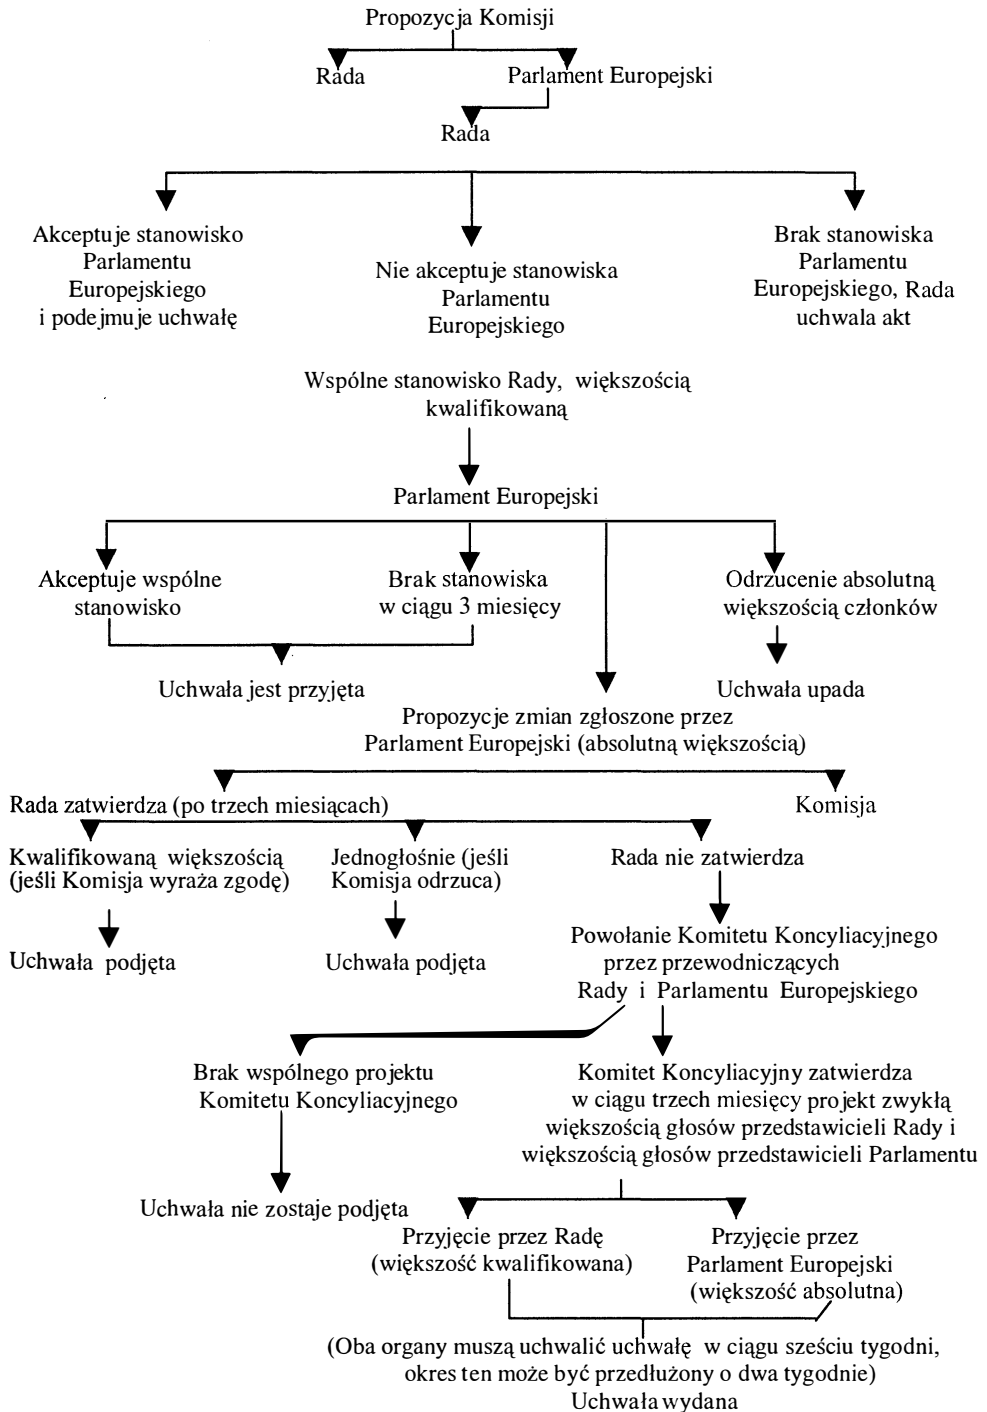 Propozycja Komisji
Rada
Parlament Europejski
Rada
Akceptuje stanowisko
Parlamentu
Europejskiego
i podejmuje uchwałę
Nie akceptuje stanowiska
Parlamentu
Europejskiego
Brak stanowiska
Parlamentu
Europejskiego, Rada
uchwala akt
Wspólne stanowisko Rady, większością
kwalifikowaną
Parlament Europejski
Akceptuje wspólne
stanowisko
Brak stanowiska
w ciągu 3 miesięcy
Odrzucenie absolutną
większością członków
Uchwała jest przyjęta
Uchwała upada
Propozycje zmian zgłoszone przez
Parlament Europejski (absolutną większością)
Rada zatwierdza (po trzech miesiącach)
Komisja
Kwalifikowaną większością
(jeśli Komisja wyraża zgodę)
Jednogłośnie (jeśli
Komisja odrzuca)
Rada nie zatwierdza
Uchwała podjęta
Uchwała podjęta
Powołanie Komitetu Koncyliacyjnego
przez przewodniczących
Rady i Parlamentu Europejskiego
Brak wspólnego projektu
Komitetu Koncyliacyjnego
Komitet Koncyliacyjny zatwierdza
w ciągu trzech miesięcy projekt zwykłą
większością głosów przedstawicieli Rady i
większością głosów przedstawicieli Parlamentu
Uchwała nie zostaje podjęta
Przyjęcie przez Radę
(większość kwalifikowana)
Przyjęcie przez
Parlament Europejski
(większość absolutna)
(Oba organy muszą uchwalić uchwałę w ciągu sześciu tygodni,
okres ten może być przedłużony o dwa tygodnie)
Uchwała wydana